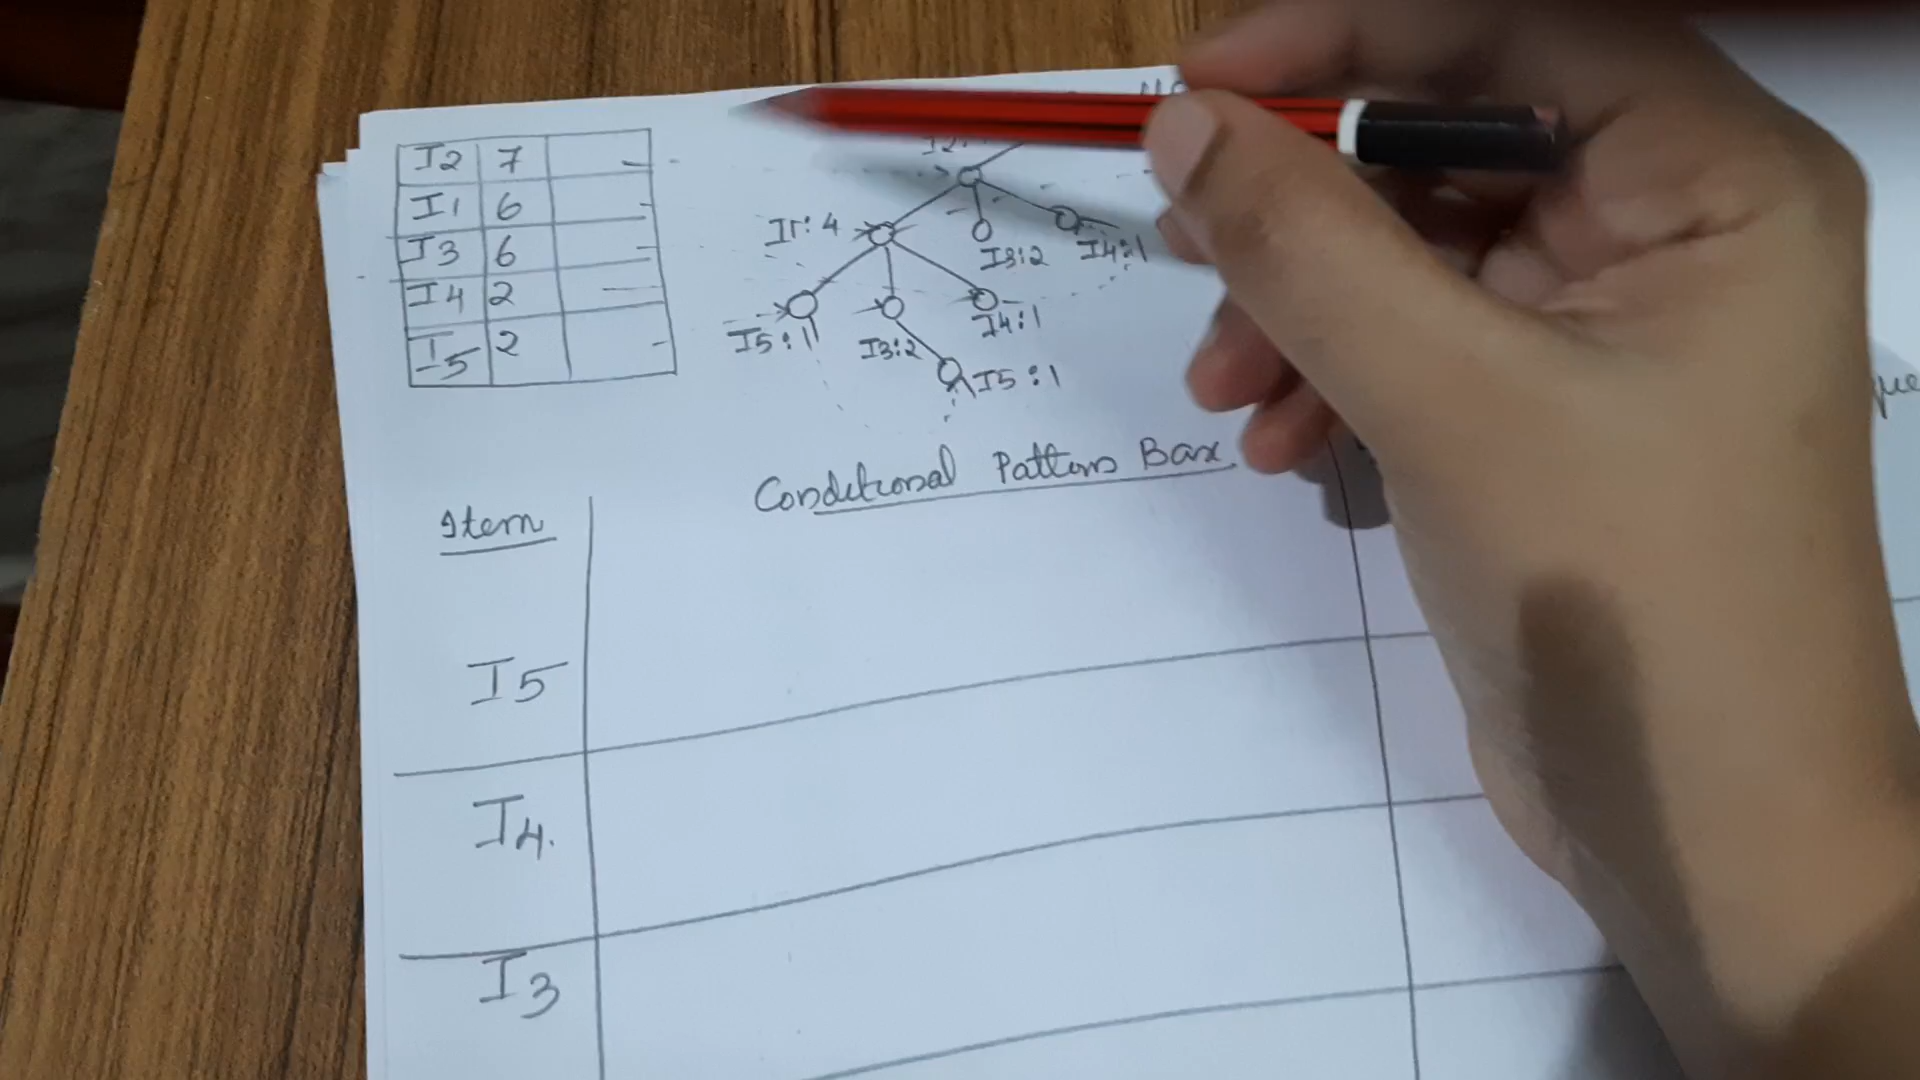 I2 7
I1 6
I3 6
I4 2
I5 2
I2:
I1:4
I3:2
I4:1
I5:1
I3:2
I4:1
I5:1
Conditional Pattern Base
Item
I5
I4.
I3